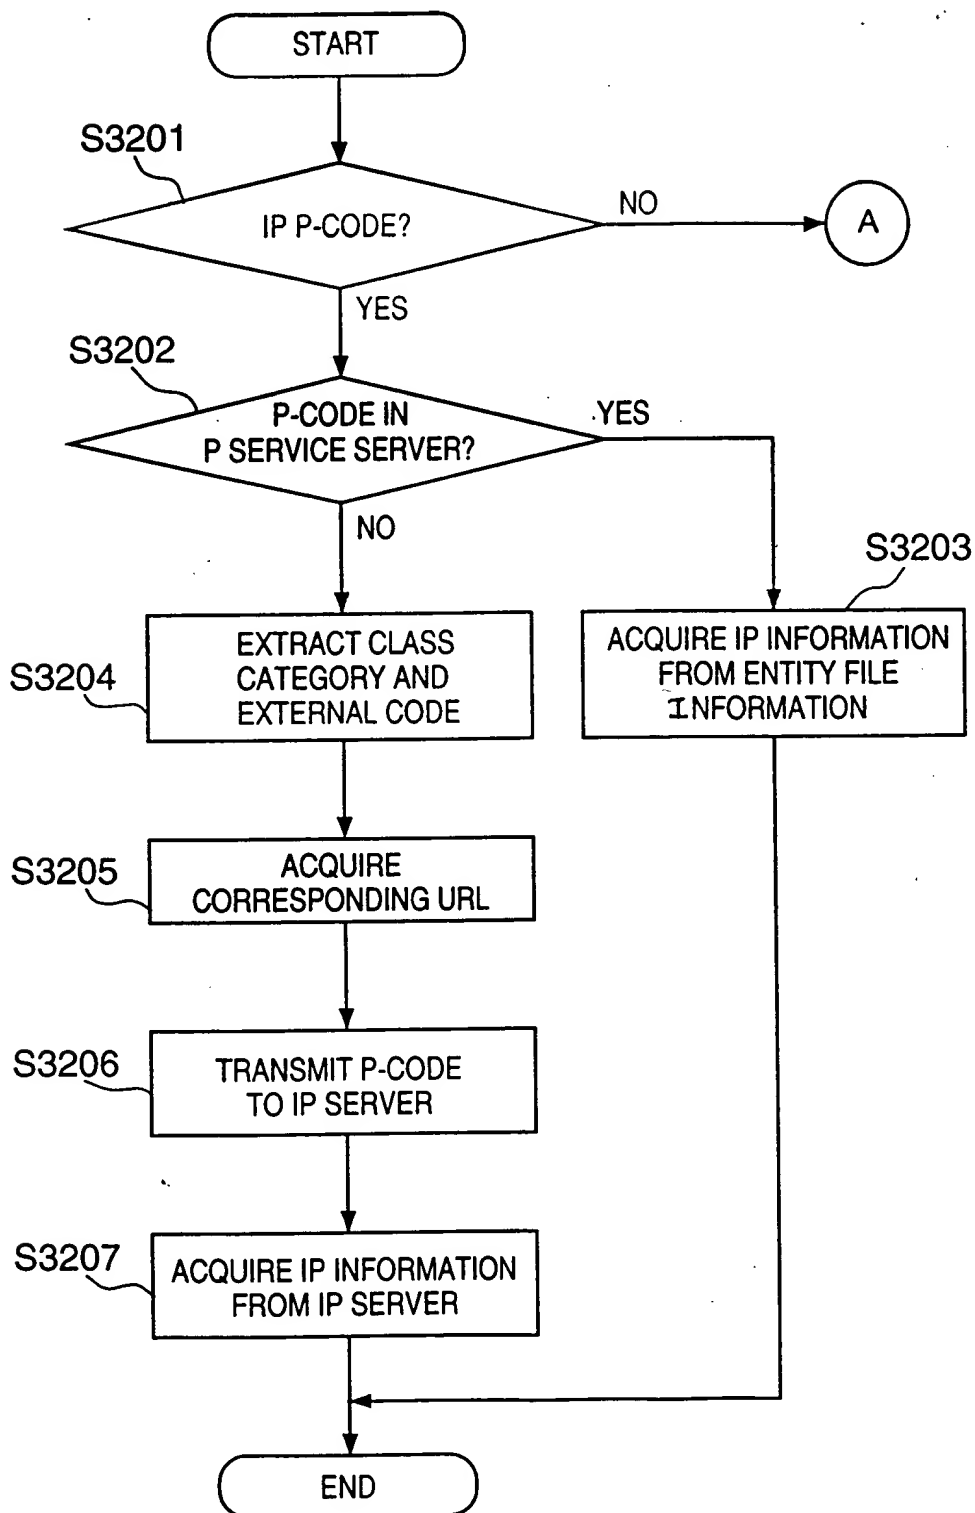 START
S3201
IP P-CODE?
NO
A
YES
S3202
P-CODE IN
P SERVICE SERVER?
YES
NO
S3203
ACQUIRE IP INFORMATION
FROM ENTITY FILE
INFORMATION
S3204
EXTRACT CLASS
CATEGORY AND
EXTERNAL CODE
S3205
ACQUIRE
CORRESPONDING URL
S3206
TRANSMIT P-CODE
TO IP SERVER
S3207
ACQUIRE IP INFORMATION
FROM IP SERVER
END